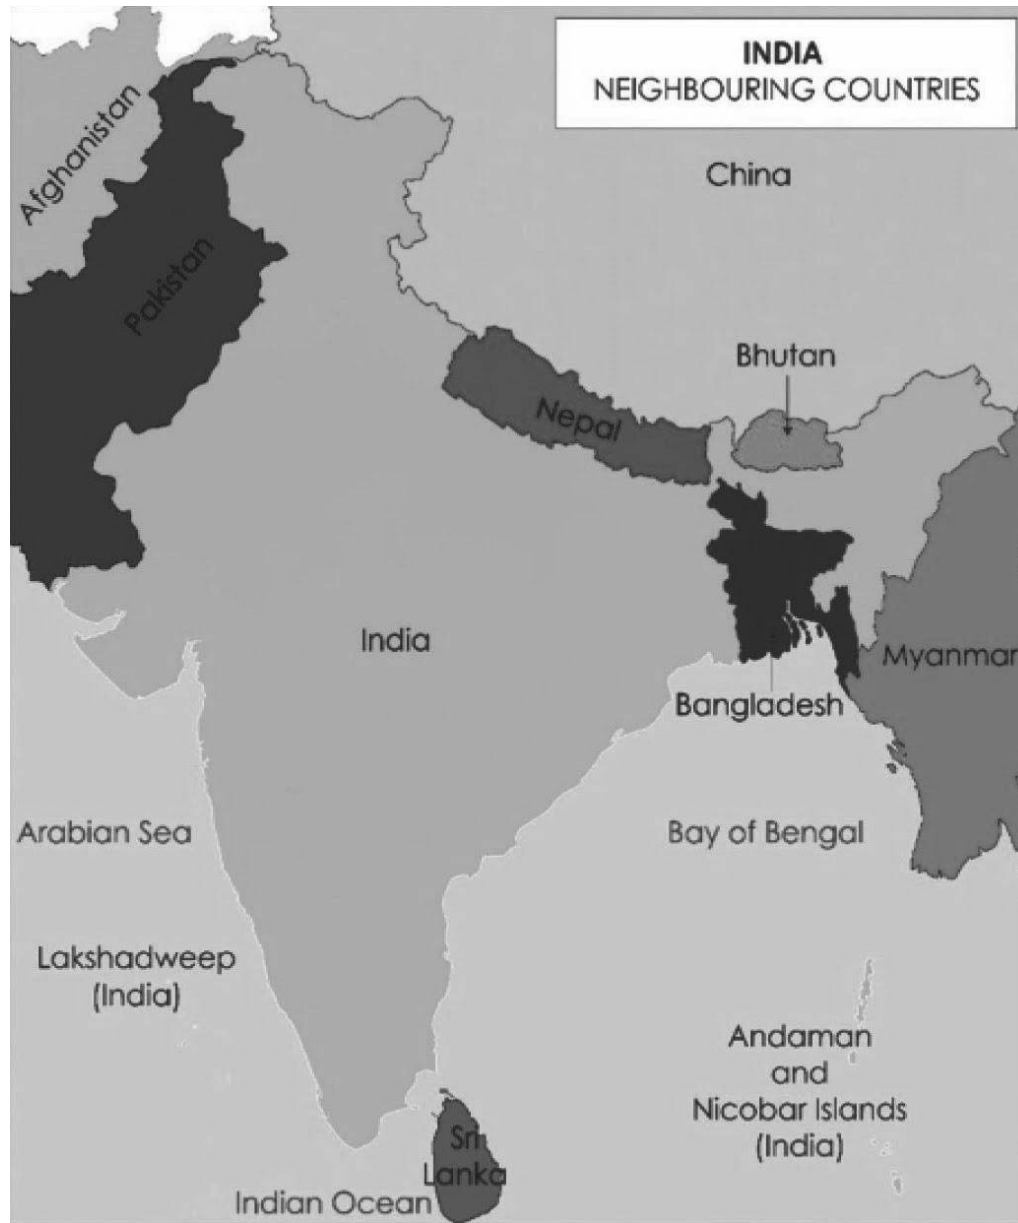 INDIA
NEIGHBOURING COUNTRIES
Afghanistan
China
Pakistan
Bhutan
Nepal
India
Myanmar
Bangladesh
Arabian Sea
Bay of Bengal
Lakshadweep
(India)
Andaman
and
Nicobar Islands
(India)
Sri
Lanka
Indian Ocean